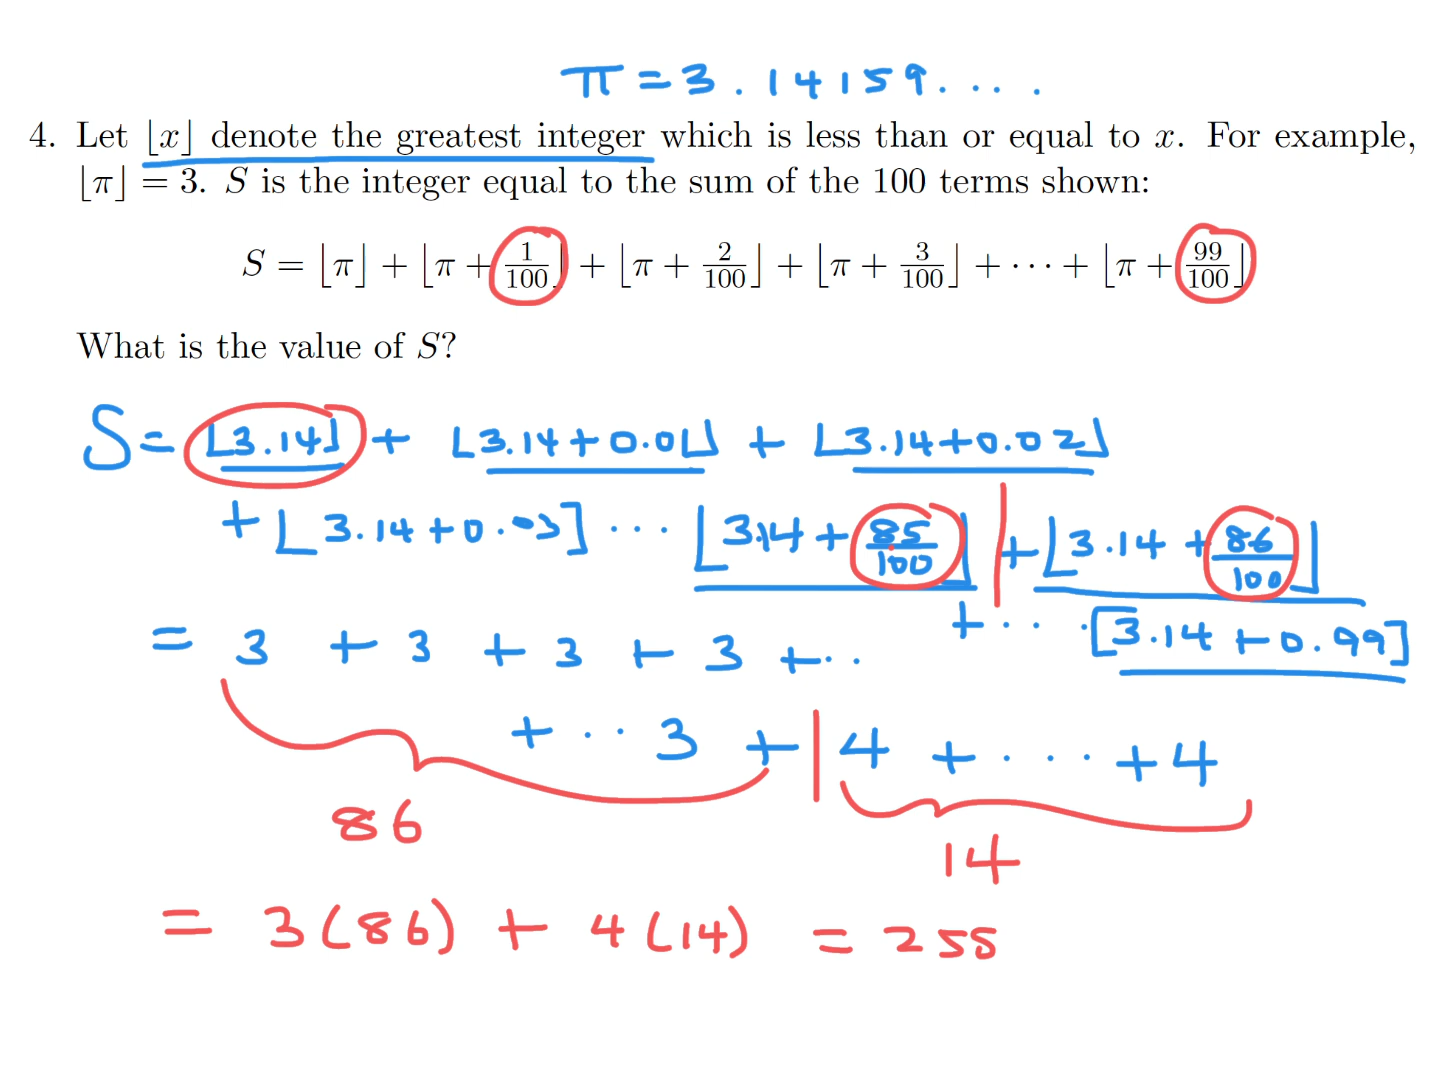 π = 3.14159....
4. Let ⌊x⌋ denote the greatest integer which is less than or equal to x. For example,
⌊π⌋ = 3. S is the integer equal to the sum of the 100 terms shown:
S = ⌊π⌋ + ⌊π + 1/100⌋ + ⌊π + 2/100⌋ + ⌊π + 3/100⌋ + ··· + ⌊π + 99/100⌋
What is the value of S?
S = ⌊3.14⌋ + ⌊3.14+0.01⌋ + ⌊3.14+0.02⌋
+ ⌊3.14+0.03] ··· ⌊3.14 + 85/100⌋ + ⌊3.14 + 86/100⌋
+ ··· [3.14 + 0.99]
= 3 + 3 + 3 + 3 + ··
+ ·· 3 + 4 + ··· + 4
86
14
= 3(86) + 4(14) = 255